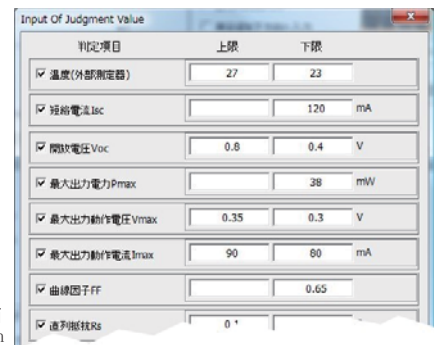 Input Of Judgment Value
判定項目 上限 下限
温度(外部測定器) 27 23
短絡電流Isc 120 mA
開放電圧Voc 0.8 0.4 V
最大出力電力Pmax 38 mW
最大出力動作電圧Vmax 0.35 0.3 V
最大出力動作電流Imax 90 80 mA
曲線因子FF 0.65
直列抵抗Rs